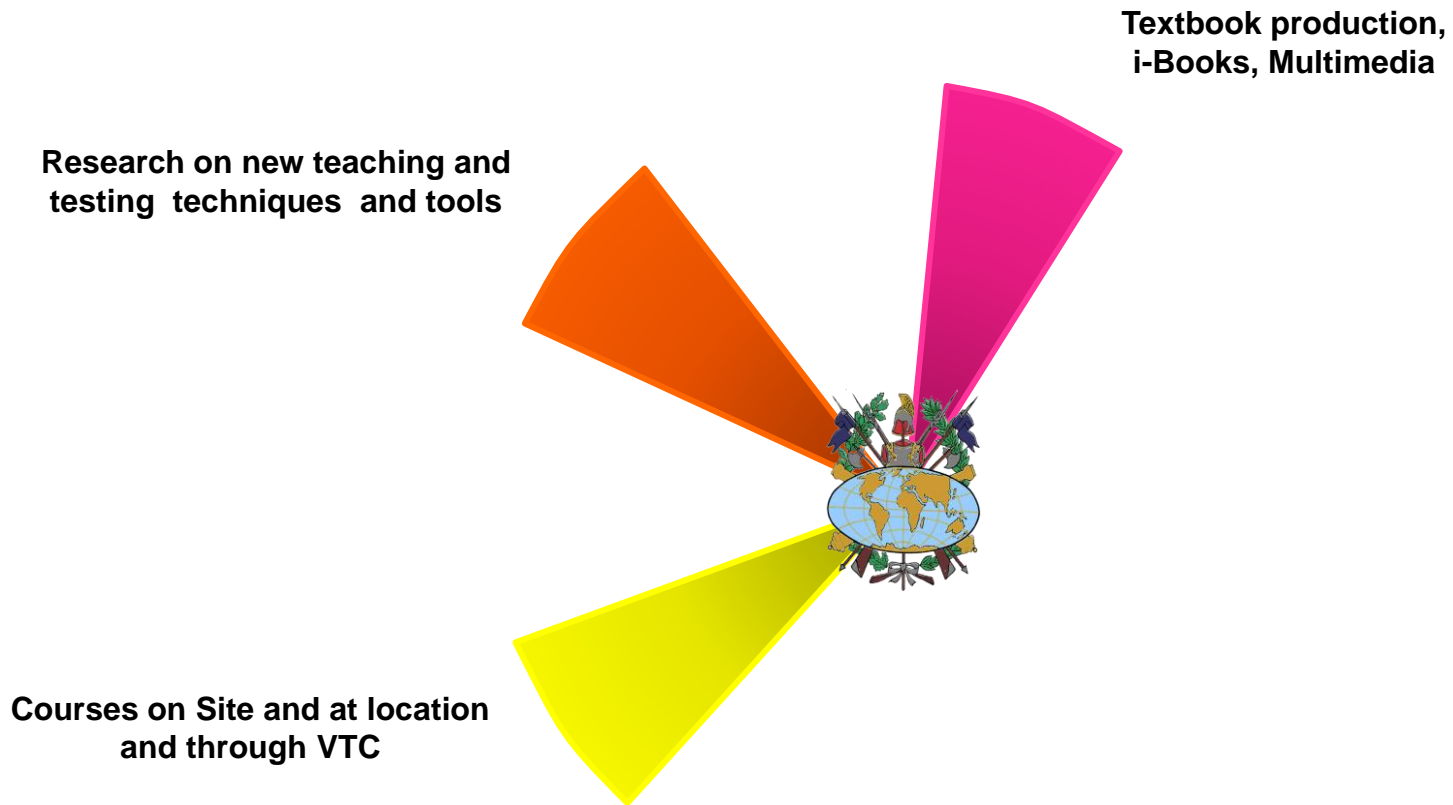 Textbook production,
i-Books, Multimedia
Research on new teaching and
testing techniques and tools
Courses on Site and at location
and through VTC